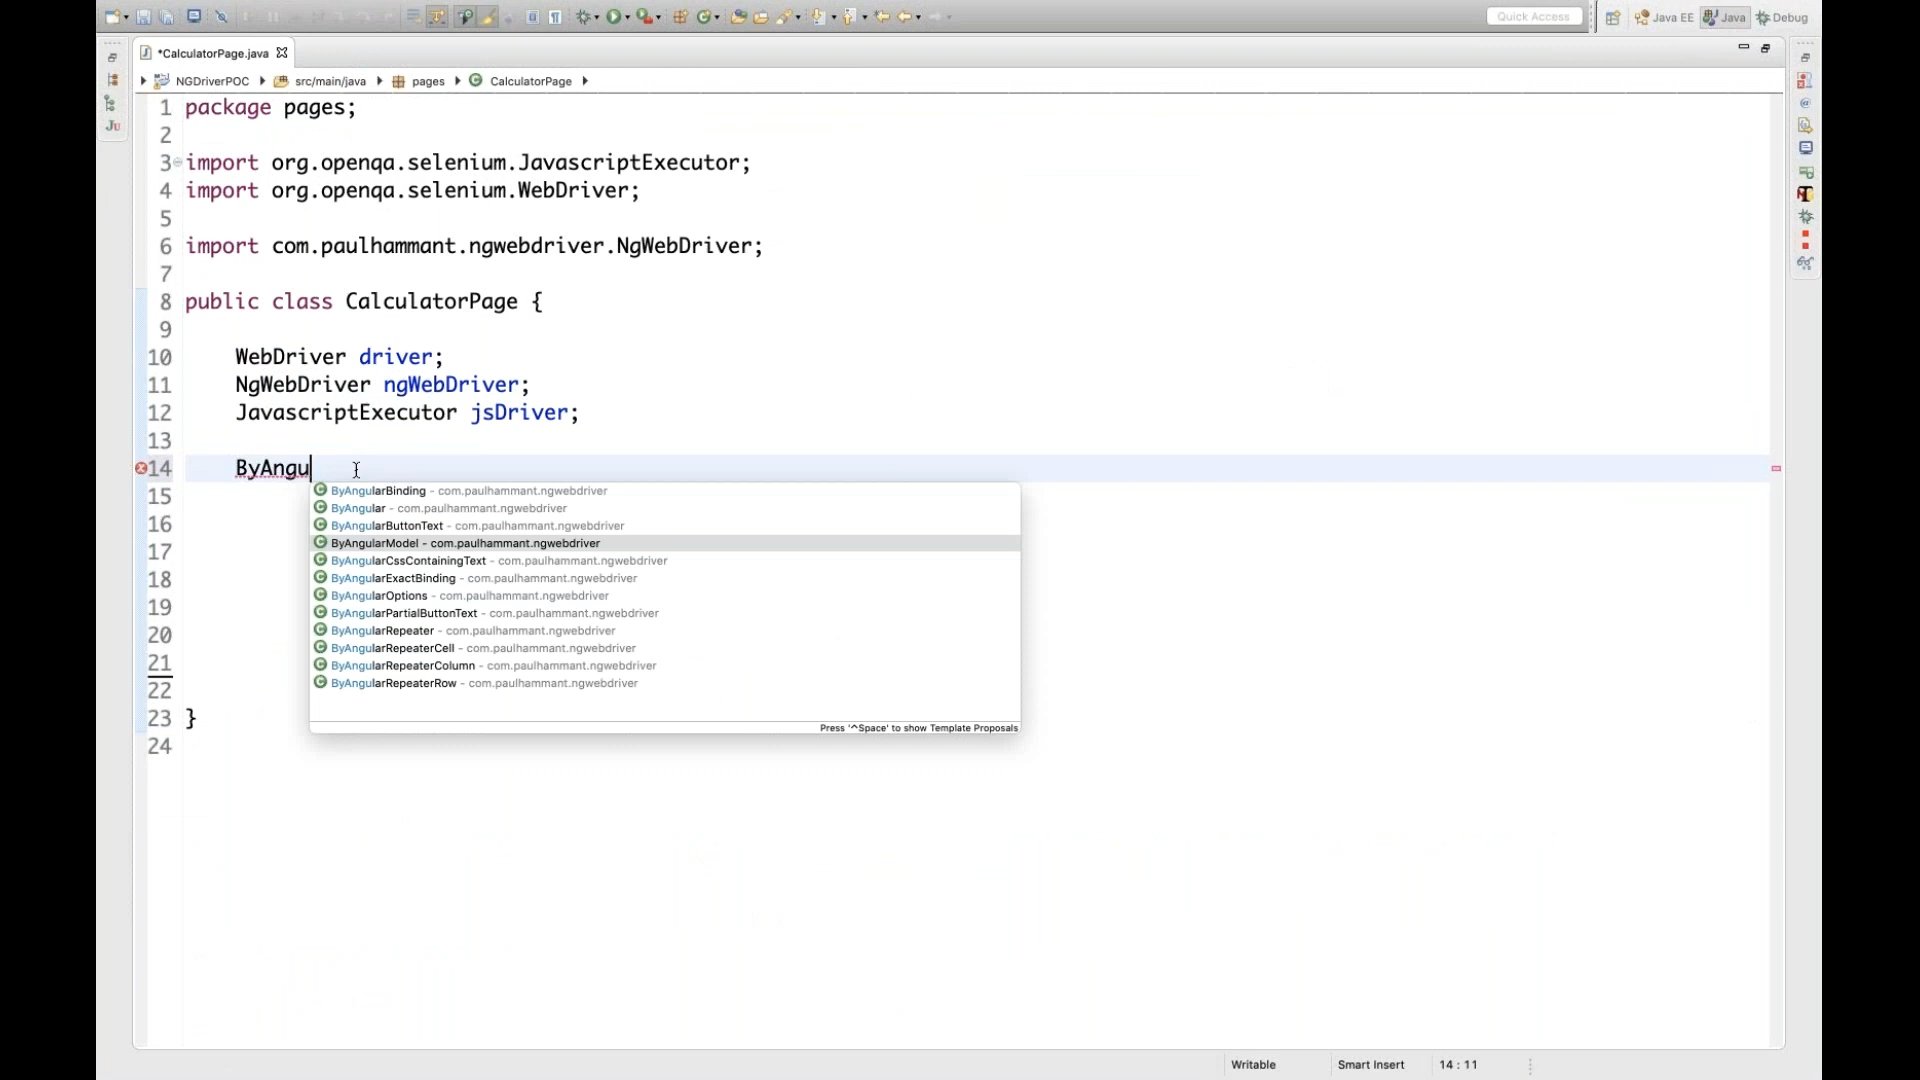 Quick Access
Java EE
Java
Debug
*CalculatorPage.java
NGDriverPOC
src/main/java
pages
CalculatorPage
1 package pages;
2
3 import org.openqa.selenium.JavascriptExecutor;
4 import org.openqa.selenium.WebDriver;
5
6 import com.paulhammant.ngwebdriver.NgWebDriver;
7
8 public class CalculatorPage {
9
10 WebDriver driver;
11 NgWebDriver ngWebDriver;
12 JavascriptExecutor jsDriver;
13
14 ByAngu
15
16
17
18
19
20
21
22
23 }
24
ByAngularBinding - com.paulhammant.ngwebdriver
ByAngular - com.paulhammant.ngwebdriver
ByAngularButtonText - com.paulhammant.ngwebdriver
ByAngularModel - com.paulhammant.ngwebdriver
ByAngularCssContainingText - com.paulhammant.ngwebdriver
ByAngularExactBinding - com.paulhammant.ngwebdriver
ByAngularOptions - com.paulhammant.ngwebdriver
ByAngularPartialButtonText - com.paulhammant.ngwebdriver
ByAngularRepeater - com.paulhammant.ngwebdriver
ByAngularRepeaterCell - com.paulhammant.ngwebdriver
ByAngularRepeaterColumn - com.paulhammant.ngwebdriver
ByAngularRepeaterRow - com.paulhammant.ngwebdriver
Press '^Space' to show Template Proposals
Writable
Smart Insert
14 : 11